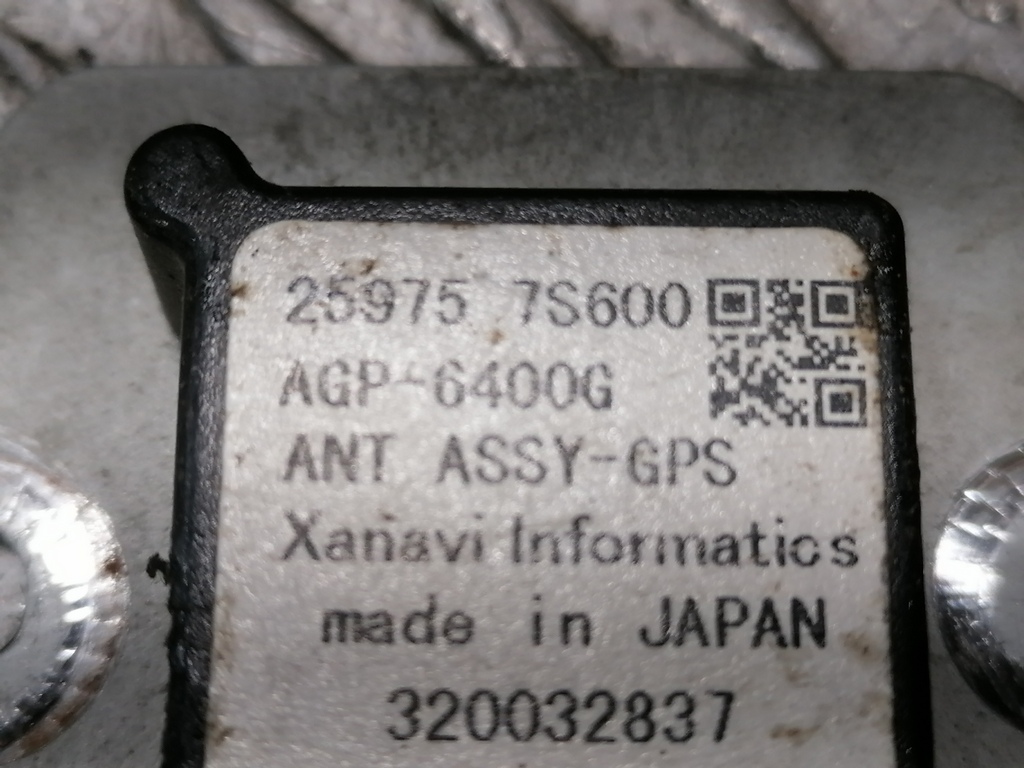 25975 7S600
AGP-6400G
ANT ASSY-GPS
Xanavi Informatics
made in JAPAN
320032837